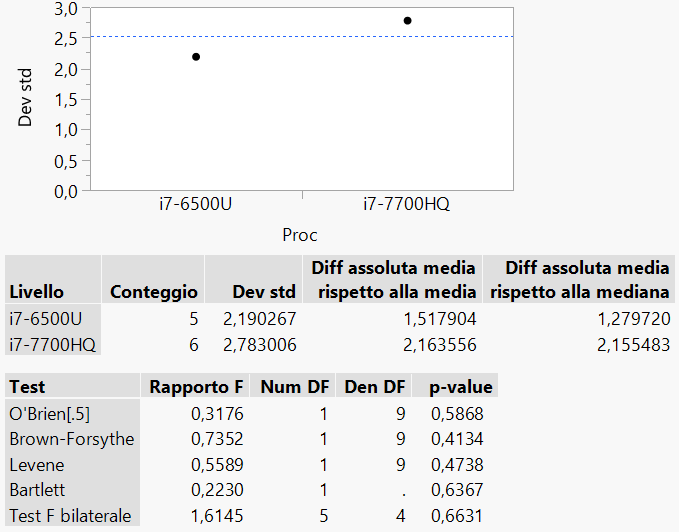 3,0
2,5
2,0
1,5
1,0
0,5
0,0
Dev std
i7-6500U i7-7700HQ
Proc
Diff assoluta media Diff assoluta media
Livello Conteggio Dev std rispetto alla media rispetto alla mediana
i7-6500U 5 2,190267 1,517904 1,279720
i7-7700HQ 6 2,783006 2,163556 2,155483
Test Rapporto F Num DF Den DF p-value
O'Brien[.5] 0,3176 1 9 0,5868
Brown-Forsythe 0,7352 1 9 0,4134
Levene 0,5589 1 9 0,4738
Bartlett 0,2230 1 . 0,6367
Test F bilaterale 1,6145 5 4 0,6631